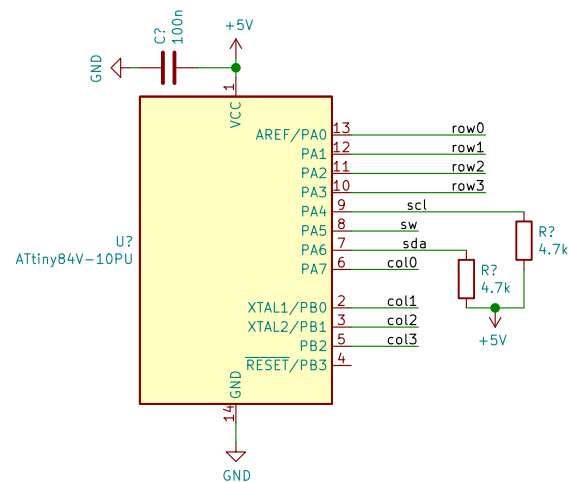 C?
100n
+5V
GND
1
VCC
AREF/PA0 13 row0
PA1 12 row1
PA2 11 row2
PA3 10 row3
PA4 9 scl
PA5 8 sw
PA6 7 sda
PA7 6 col0
R?
4.7k
R?
4.7k
U?
ATtiny84V-10PU
XTAL1/PB0 2 col1
XTAL2/PB1 3 col2
PB2 5 col3
RESET/PB3 4
+5V
GND
14
GND